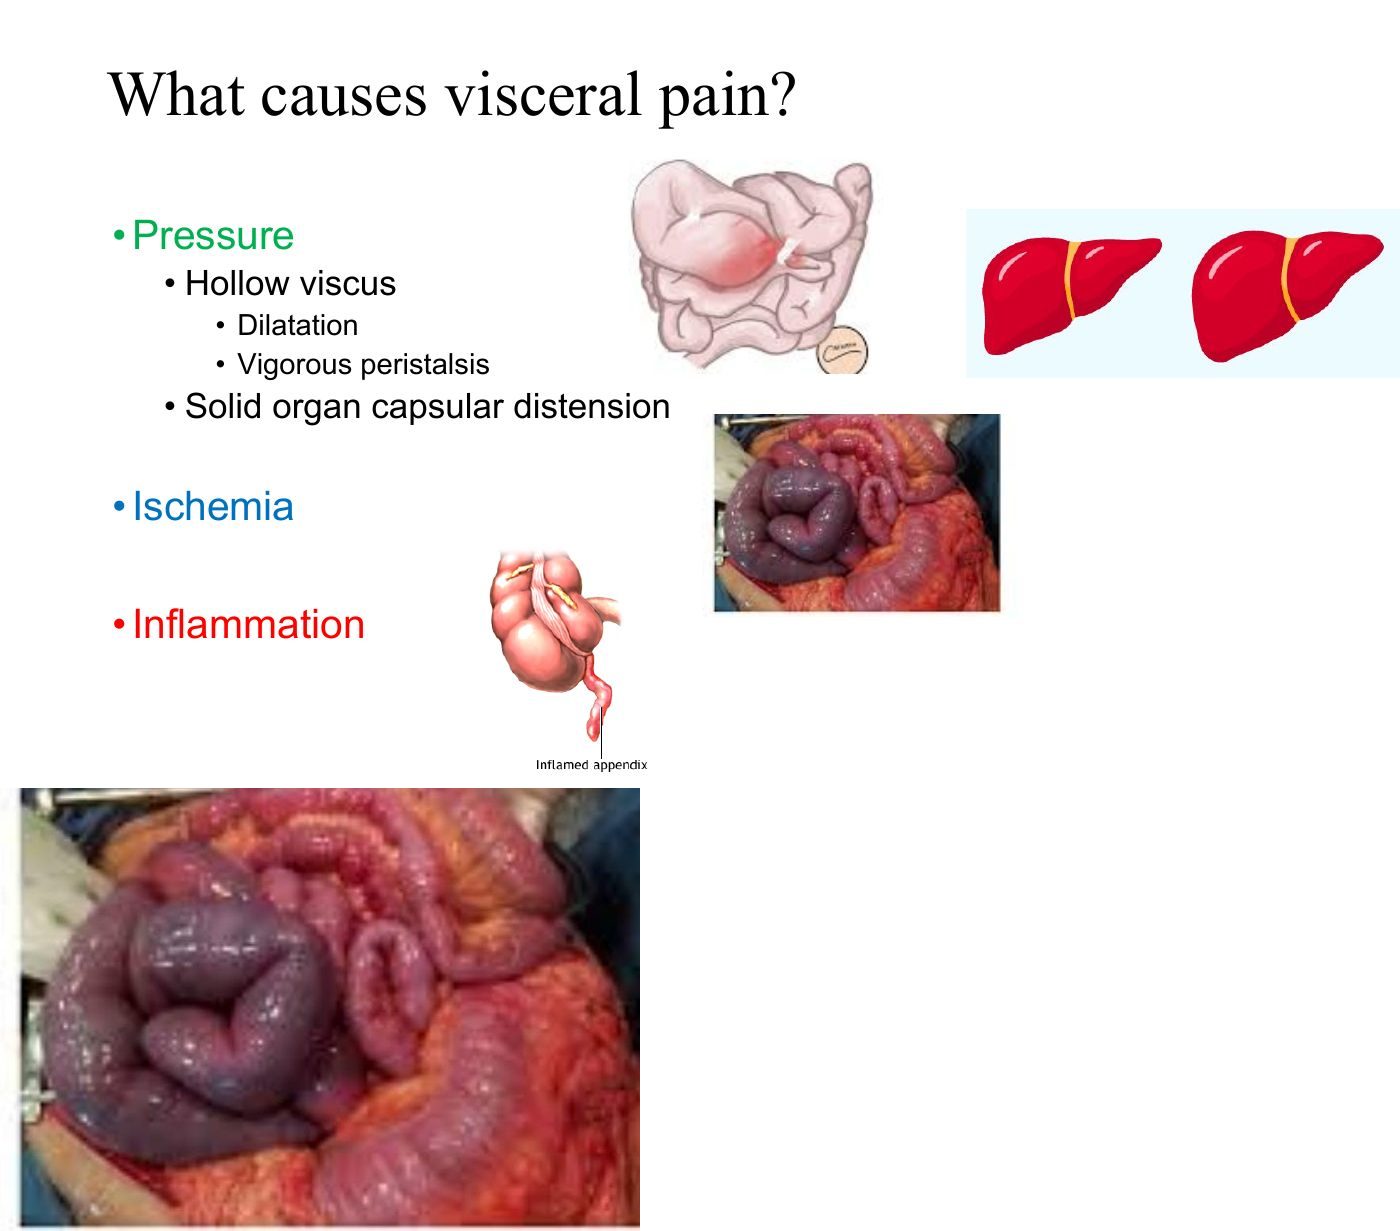 What causes visceral pain?
• Pressure
• Hollow viscus
• Dilatation
• Vigorous peristalsis
• Solid organ capsular distension
• Ischemia
• Inflammation
Inflamed appendix